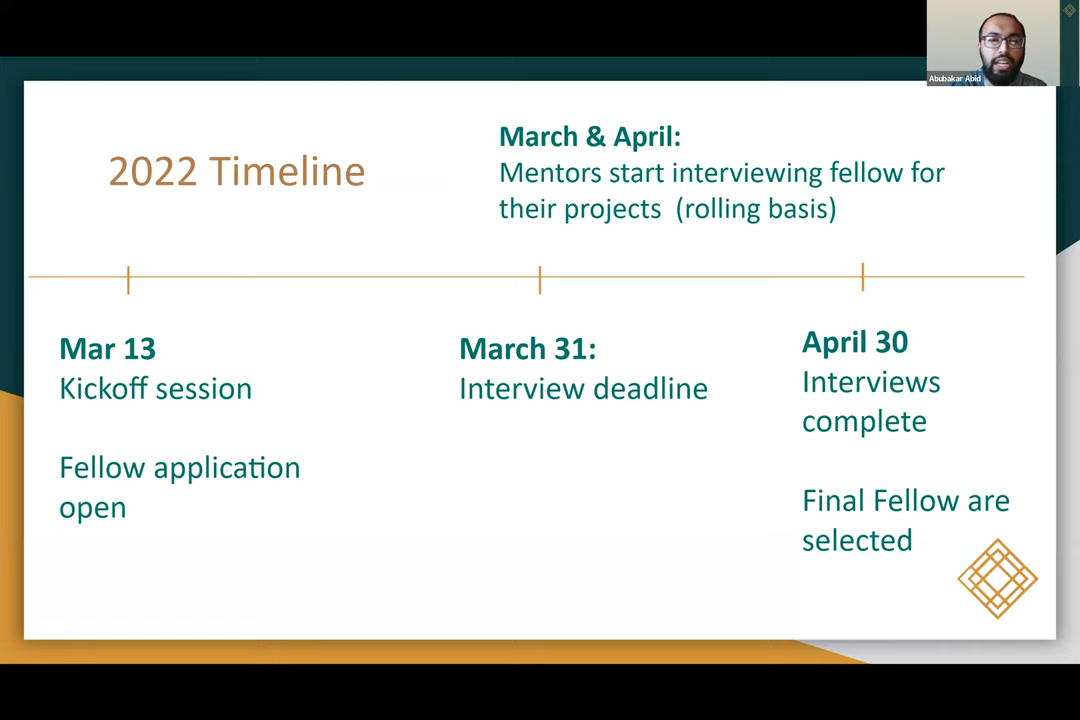 Abubakar Abid
2022 Timeline
March & April:
Mentors start interviewing fellow for
their projects (rolling basis)
Mar 13
Kickoff session
Fellow application
open
March 31:
Interview deadline
April 30
Interviews
complete
Final Fellow are
selected